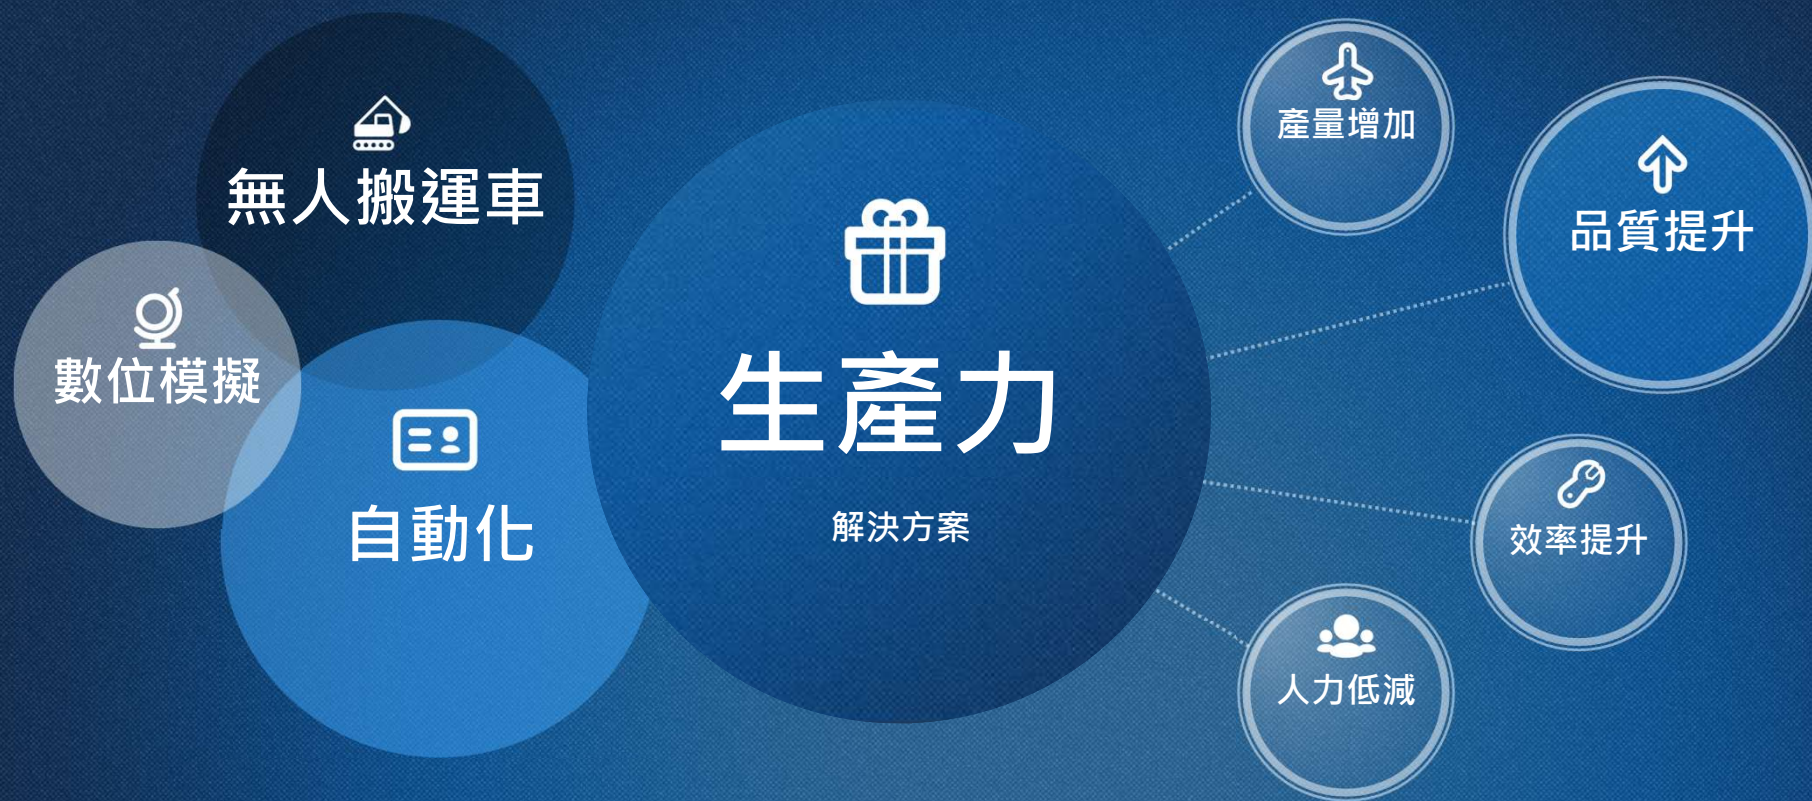 無人搬運車
數位模擬
自動化
生產力
解決方案
產量增加
品質提升
效率提升
人力低減